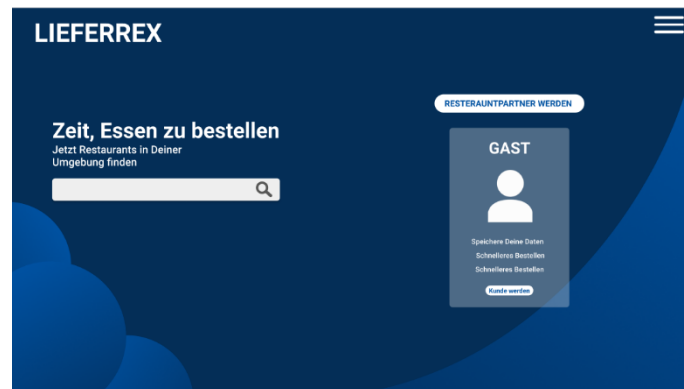 LIEFERREX
RESTERAUNTPARTNER WERDEN
Zeit, Essen zu bestellen
Jetzt Restaurants in Deiner
Umgebung finden
GAST
Speichere Deine Daten
Schnelleres Bestellen
Schnelleres Bestellen
Kunde werden